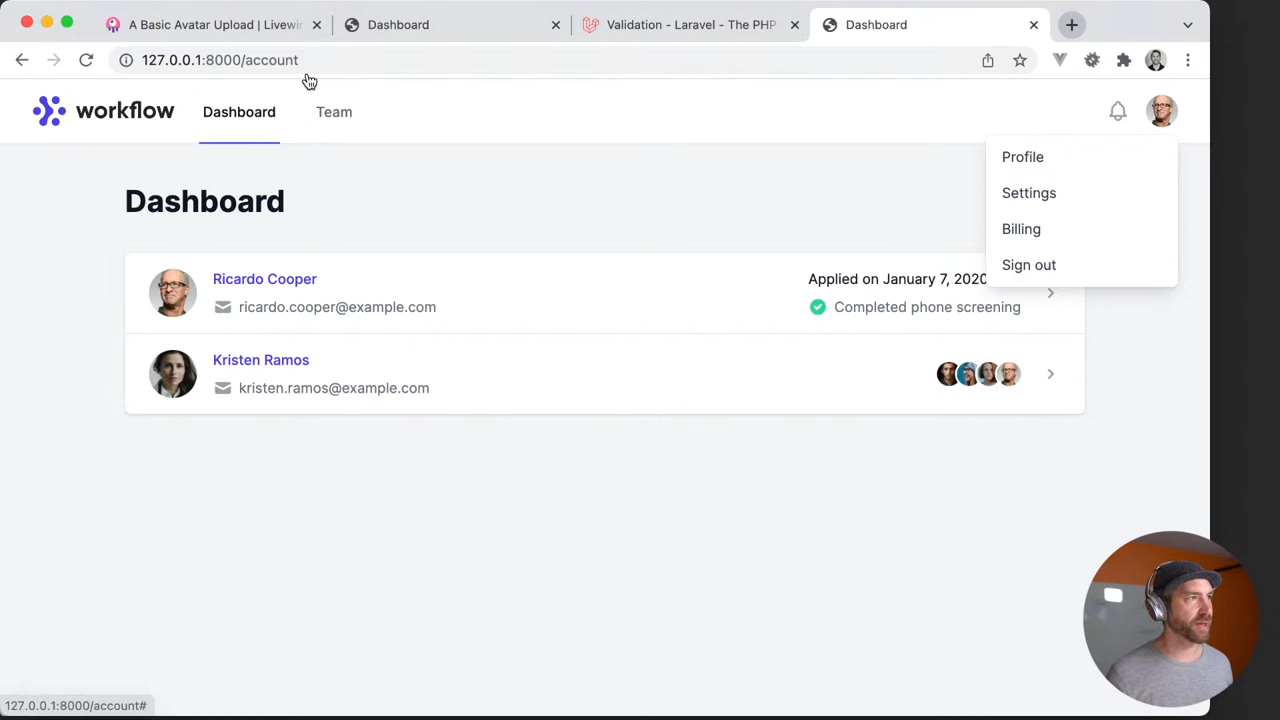 A Basic Avatar Upload | Livewir
Dashboard
Validation - Laravel - The PHP
Dashboard
127.0.0.1:8000/account
workflow
Dashboard
Team
Profile
Settings
Billing
Sign out
Dashboard
Ricardo Cooper
Applied on January 7, 2020
ricardo.cooper@example.com
Completed phone screening
Kristen Ramos
kristen.ramos@example.com
127.0.0.1:8000/account#